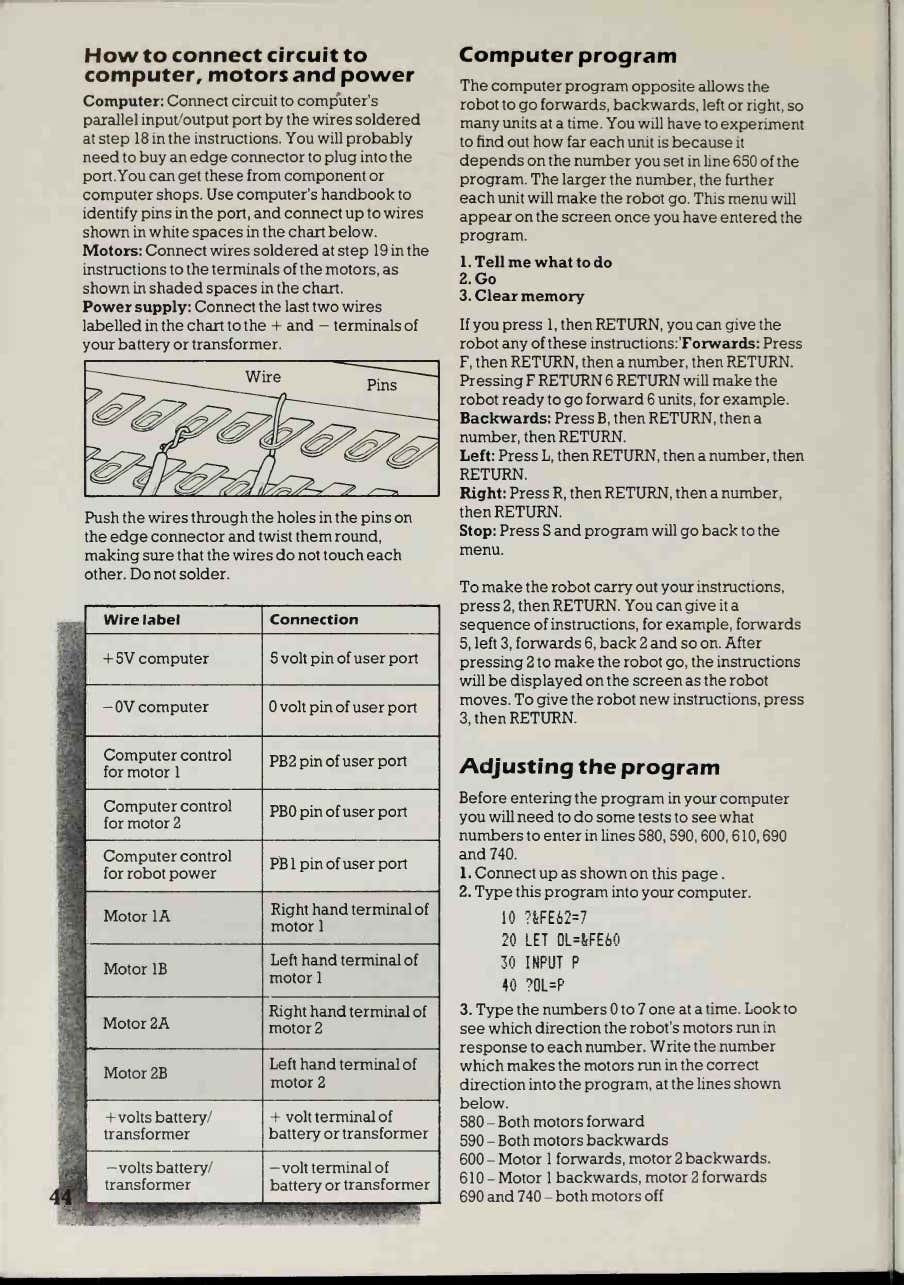 How to connect circuit to
computer, motors and power
Computer: Connect circuit to computer's
parallel input/output port by the wires soldered
at step 18 in the instructions. You will probably
need to buy an edge connector to plug into the
port. You can get these from component or
computer shops. Use computer's handbook to
identify pins in the port, and connect up to wires
shown in white spaces in the chart below.
Motors: Connect wires soldered at step 19 in the
instructions to the terminals of the motors, as
shown in shaded spaces in the chart.
Power supply: Connect the last two wires
labelled in the chart to the + and − terminals of
your battery or transformer.
Wire
Pins
Push the wires through the holes in the pins on
the edge connector and twist them round,
making sure that the wires do not touch each
other. Do not solder.
Wire label Connection
+5V computer 5 volt pin of user port
−0V computer 0 volt pin of user port
Computer control
for motor 1
PB2 pin of user port
Computer control
for motor 2
PB0 pin of user port
Computer control
for robot power
PB1 pin of user port
Motor 1A
Right hand terminal of
motor 1
Motor 1B
Left hand terminal of
motor 1
Motor 2A
Right hand terminal of
motor 2
Motor 2B
Left hand terminal of
motor 2
+volts battery/
transformer
+ volt terminal of
battery or transformer
−volts battery/
transformer
−volt terminal of
battery or transformer
44
Computer program
The computer program opposite allows the
robot to go forwards, backwards, left or right, so
many units at a time. You will have to experiment
to find out how far each unit is because it
depends on the number you set in line 650 of the
program. The larger the number, the further
each unit will make the robot go. This menu will
appear on the screen once you have entered the
program.
1. Tell me what to do
2. Go
3. Clear memory
If you press 1, then RETURN, you can give the
robot any of these instructions:'Forwards: Press
F, then RETURN, then a number, then RETURN.
Pressing F RETURN 6 RETURN will make the
robot ready to go forward 6 units, for example.
Backwards: Press B, then RETURN, then a
number, then RETURN.
Left: Press L, then RETURN, then a number, then
RETURN.
Right: Press R, then RETURN, then a number,
then RETURN.
Stop: Press S and program will go back to the
menu.
To make the robot carry out your instructions,
press 2, then RETURN. You can give it a
sequence of instructions, for example, forwards
5, left 3, forwards 6, back 2 and so on. After
pressing 2 to make the robot go, the instructions
will be displayed on the screen as the robot
moves. To give the robot new instructions, press
3, then RETURN.
Adjusting the program
Before entering the program in your computer
you will need to do some tests to see what
numbers to enter in lines 580, 590, 600, 610, 690
and 740.
1. Connect up as shown on this page .
2. Type this program into your computer.
10 ?&FE62=7
20 LET OL=&FE60
30 INPUT P
40 ?OL=P
3. Type the numbers 0 to 7 one at a time. Look to
see which direction the robot's motors run in
response to each number. Write the number
which makes the motors run in the correct
direction into the program, at the lines shown
below.
580 – Both motors forward
590 – Both motors backwards
600 – Motor 1 forwards, motor 2 backwards.
610 – Motor 1 backwards, motor 2 forwards
690 and 740 – both motors off